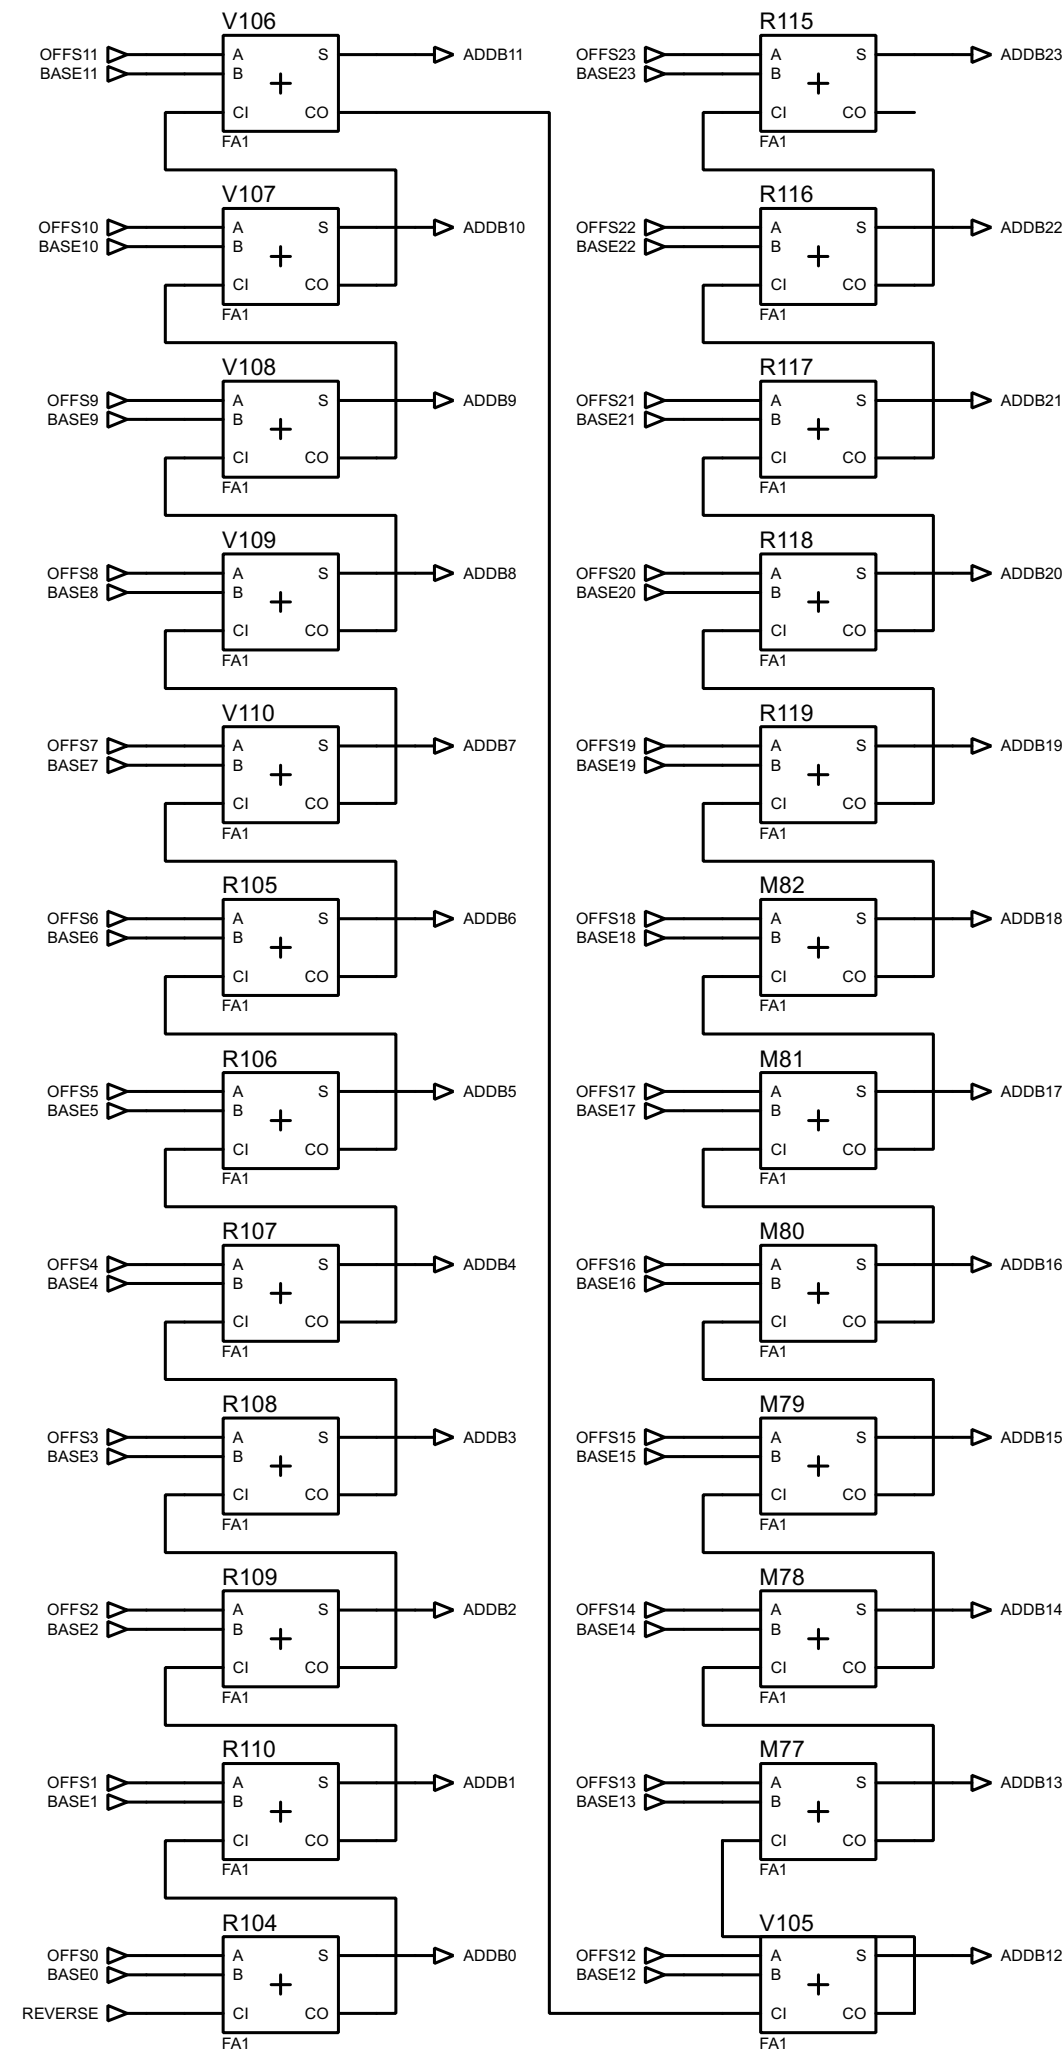 V106
OFFS11 A S ADDB11
BASE11 B
CI CO
FA1
V107
OFFS10 A S ADDB10
BASE10 B
CI CO
FA1
V108
OFFS9 A S ADDB9
BASE9 B
CI CO
FA1
V109
OFFS8 A S ADDB8
BASE8 B
CI CO
FA1
V110
OFFS7 A S ADDB7
BASE7 B
CI CO
FA1
R105
OFFS6 A S ADDB6
BASE6 B
CI CO
FA1
R106
OFFS5 A S ADDB5
BASE5 B
CI CO
FA1
R107
OFFS4 A S ADDB4
BASE4 B
CI CO
FA1
R108
OFFS3 A S ADDB3
BASE3 B
CI CO
FA1
R109
OFFS2 A S ADDB2
BASE2 B
CI CO
FA1
R110
OFFS1 A S ADDB1
BASE1 B
CI CO
FA1
R104
OFFS0 A S ADDB0
BASE0 B
REVERSE CI CO
FA1
R115
OFFS23 A S ADDB23
BASE23 B
CI CO
FA1
R116
OFFS22 A S ADDB22
BASE22 B
CI CO
FA1
R117
OFFS21 A S ADDB21
BASE21 B
CI CO
FA1
R118
OFFS20 A S ADDB20
BASE20 B
CI CO
FA1
R119
OFFS19 A S ADDB19
BASE19 B
CI CO
FA1
M82
OFFS18 A S ADDB18
BASE18 B
CI CO
FA1
M81
OFFS17 A S ADDB17
BASE17 B
CI CO
FA1
M80
OFFS16 A S ADDB16
BASE16 B
CI CO
FA1
M79
OFFS15 A S ADDB15
BASE15 B
CI CO
FA1
M78
OFFS14 A S ADDB14
BASE14 B
CI CO
FA1
M77
OFFS13 A S ADDB13
BASE13 B
CI CO
FA1
V105
OFFS12 A S ADDB12
BASE12 B
CI CO
FA1